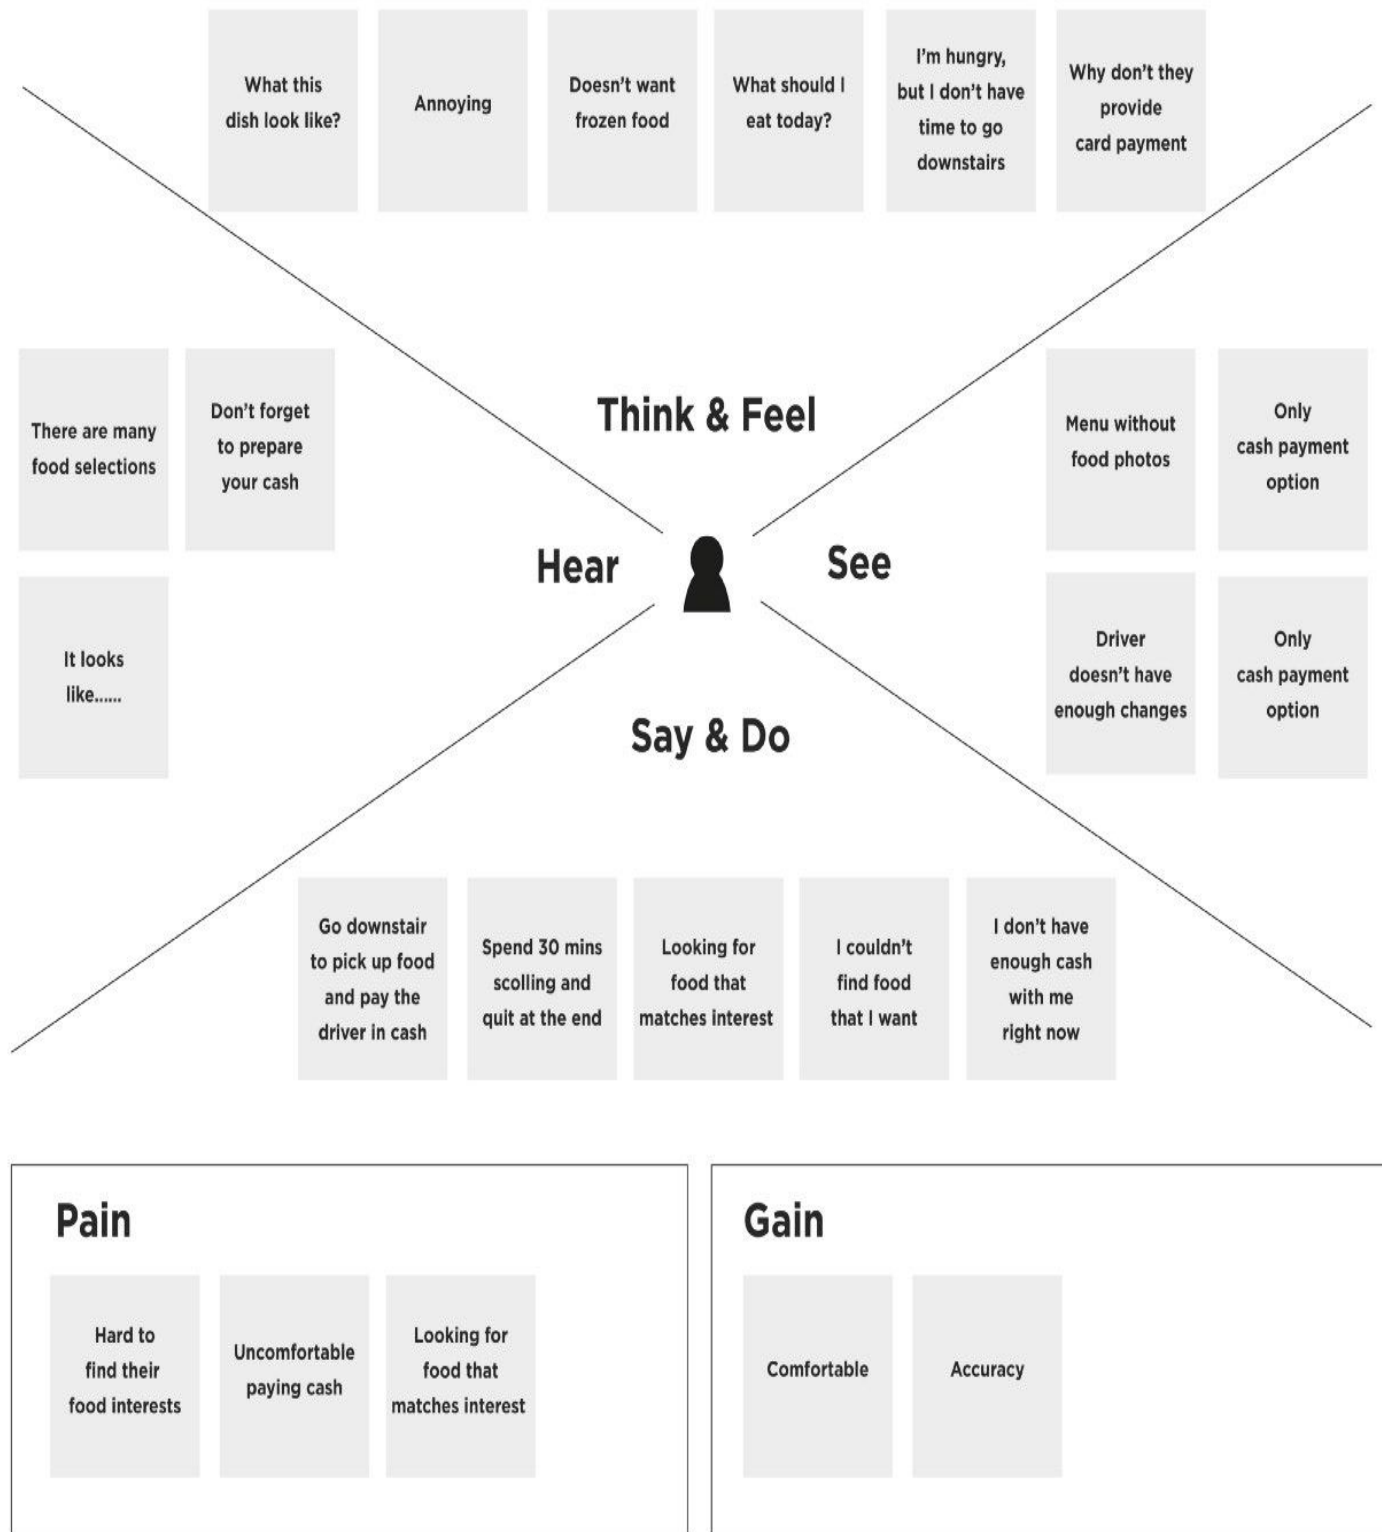 What this
dish look like?
Annoying
Doesn't want
frozen food
What should I
eat today?
I'm hungry,
but I don't have
time to go
downstairs
Why don't they
provide
card payment
Think & Feel
There are many
food selections
Don't forget
to prepare
your cash
It looks
like......
Hear
See
Menu without
food photos
Only
cash payment
option
Driver
doesn't have
enough changes
Only
cash payment
option
Say & Do
Go downstair
to pick up food
and pay the
driver in cash
Spend 30 mins
scolling and
quit at the end
Looking for
food that
matches interest
I couldn't
find food
that I want
I don't have
enough cash
with me
right now
Pain
Hard to
find their
food interests
Uncomfortable
paying cash
Looking for
food that
matches interest
Gain
Comfortable
Accuracy